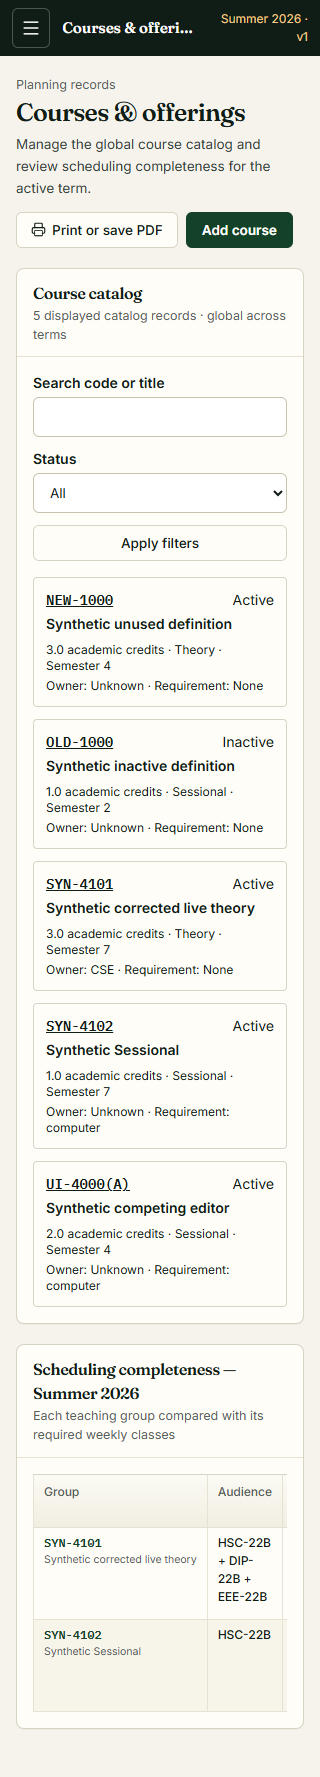 Courses & offeri...
Summer 2026 ·
v1
Planning records
Courses & offerings
Manage the global course catalog and
review scheduling completeness for the
active term.
Print or save PDF
Add course
Course catalog
5 displayed catalog records · global across
terms
Search code or title
Status
All
Apply filters
NEW-1000 Active
Synthetic unused definition
3.0 academic credits · Theory ·
Semester 4
Owner: Unknown · Requirement: None
OLD-1000 Inactive
Synthetic inactive definition
1.0 academic credits · Sessional ·
Semester 2
Owner: Unknown · Requirement: None
SYN-4101 Active
Synthetic corrected live theory
3.0 academic credits · Theory ·
Semester 7
Owner: CSE · Requirement: None
SYN-4102 Active
Synthetic Sessional
1.0 academic credits · Sessional ·
Semester 7
Owner: Unknown · Requirement:
computer
UI-4000(A) Active
Synthetic competing editor
2.0 academic credits · Sessional ·
Semester 4
Owner: Unknown · Requirement:
computer
Scheduling completeness —
Summer 2026
Each teaching group compared with its
required weekly classes
Group Audience
SYN-4101
Synthetic corrected live theory
HSC-22B
+ DIP-
22B +
EEE-22B
SYN-4102
Synthetic Sessional
HSC-22B